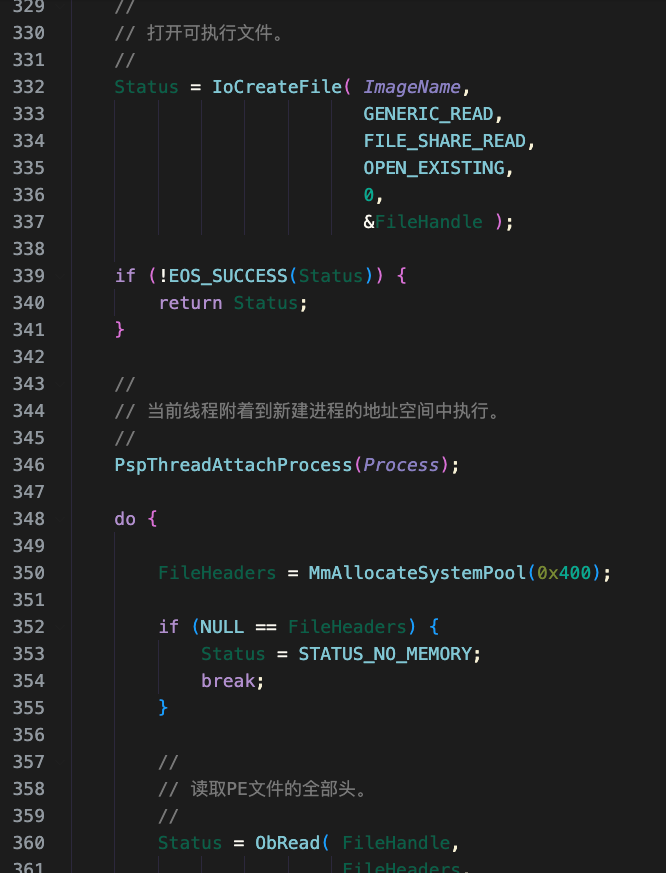 329 //
330 // 打开可执行文件。
331 //
332 Status = IoCreateFile( ImageName,
333 GENERIC_READ,
334 FILE_SHARE_READ,
335 OPEN_EXISTING,
336 0,
337 &FileHandle );
338
339 if (!EOS_SUCCESS(Status)) {
340 return Status;
341 }
342
343 //
344 // 当前线程附着到新建进程的地址空间中执行。
345 //
346 PspThreadAttachProcess(Process);
347
348 do {
349
350 FileHeaders = MmAllocateSystemPool(0x400);
351
352 if (NULL == FileHeaders) {
353 Status = STATUS_NO_MEMORY;
354 break;
355 }
356
357 //
358 // 读取PE文件的全部头。
359 //
360 Status = ObRead( FileHandle,
361 FileHeaders,